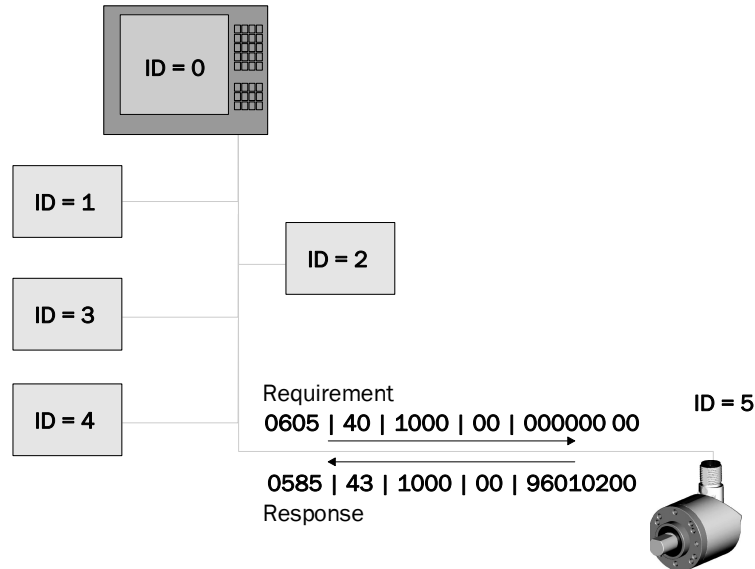 ID = 0
ID = 1
ID = 2
ID = 3
ID = 4
Requirement
0605 | 40 | 1000 | 00 | 000000 00
ID = 5
0585 | 43 | 1000 | 00 | 96010200
Response